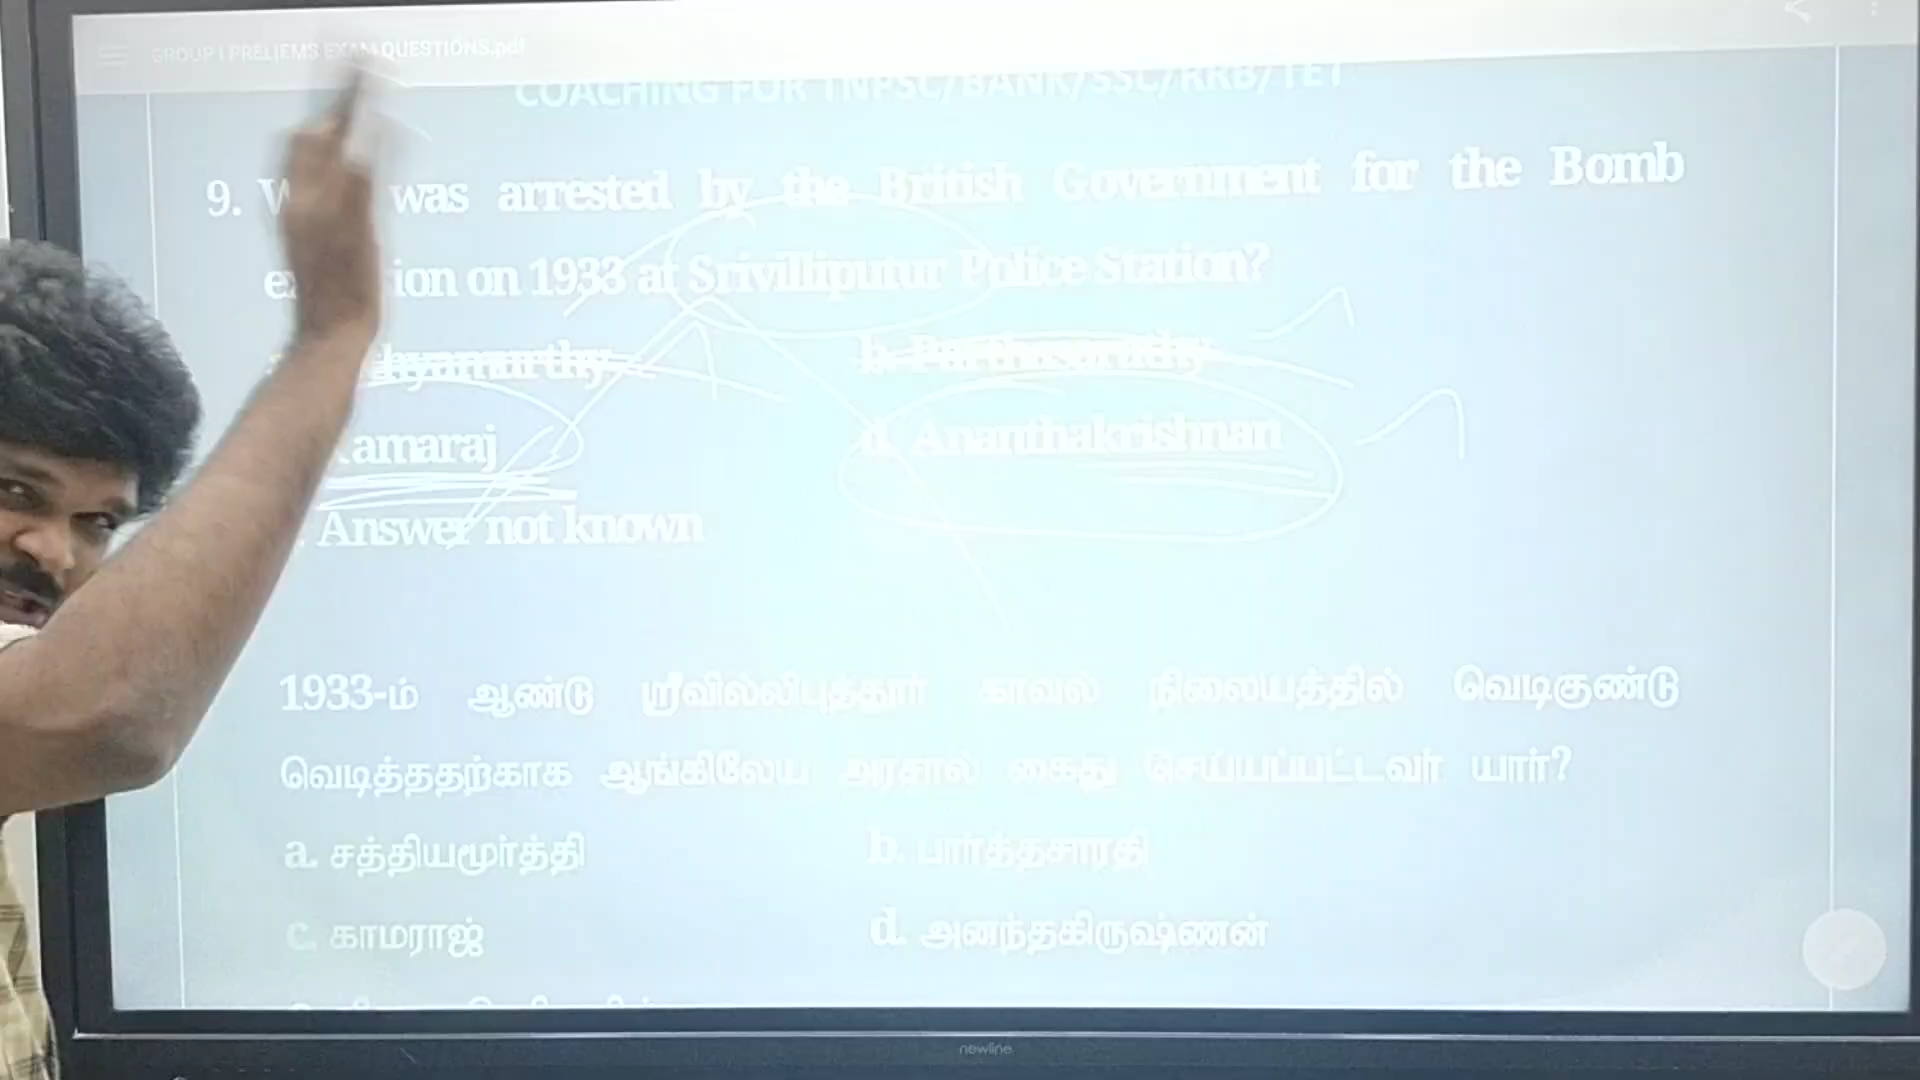 GROUP I PRELIEMS EXAM QUESTIONS.pdf
COACHING FOR TNPSC/BANK/SSC/RRB/TET
9. was arrested by the British Government for the Bomb
on 1933 at Srivilliputur Police Station?
b. Parthasarathy
amaraj d. Ananthakrishnan
. Answer not known
1933-ம் ஆண்டு ஸ்ரீவில்லிபுத்தூர் காவல் நிலையத்தில் வெடிகுண்டு
வெடித்ததற்காக ஆங்கிலேய அரசால் கைது செய்யப்பட்டவர் யார்?
a. சத்தியமூர்த்தி b. பார்த்தசாரதி
c. காமராஜ் d. அனந்தகிருஷ்ணன்
newline